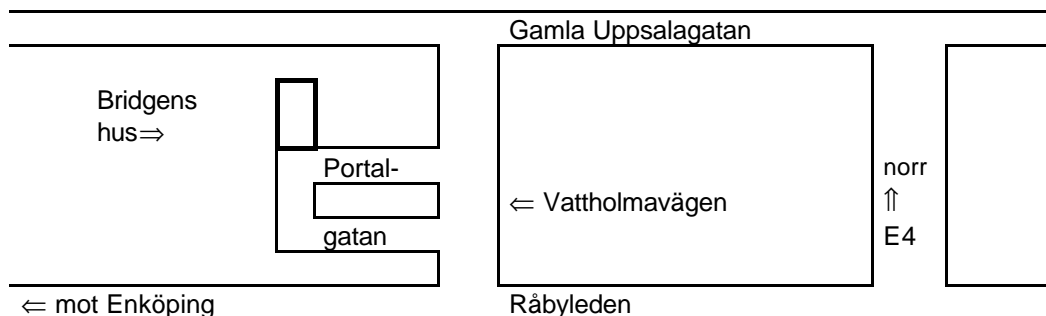 Gamla Uppsalagatan
Bridgens
hus⇒
Portal-
gatan
⇐ Vattholmavägen
norr
⇑
E4
⇐ mot Enköping
Råbyleden